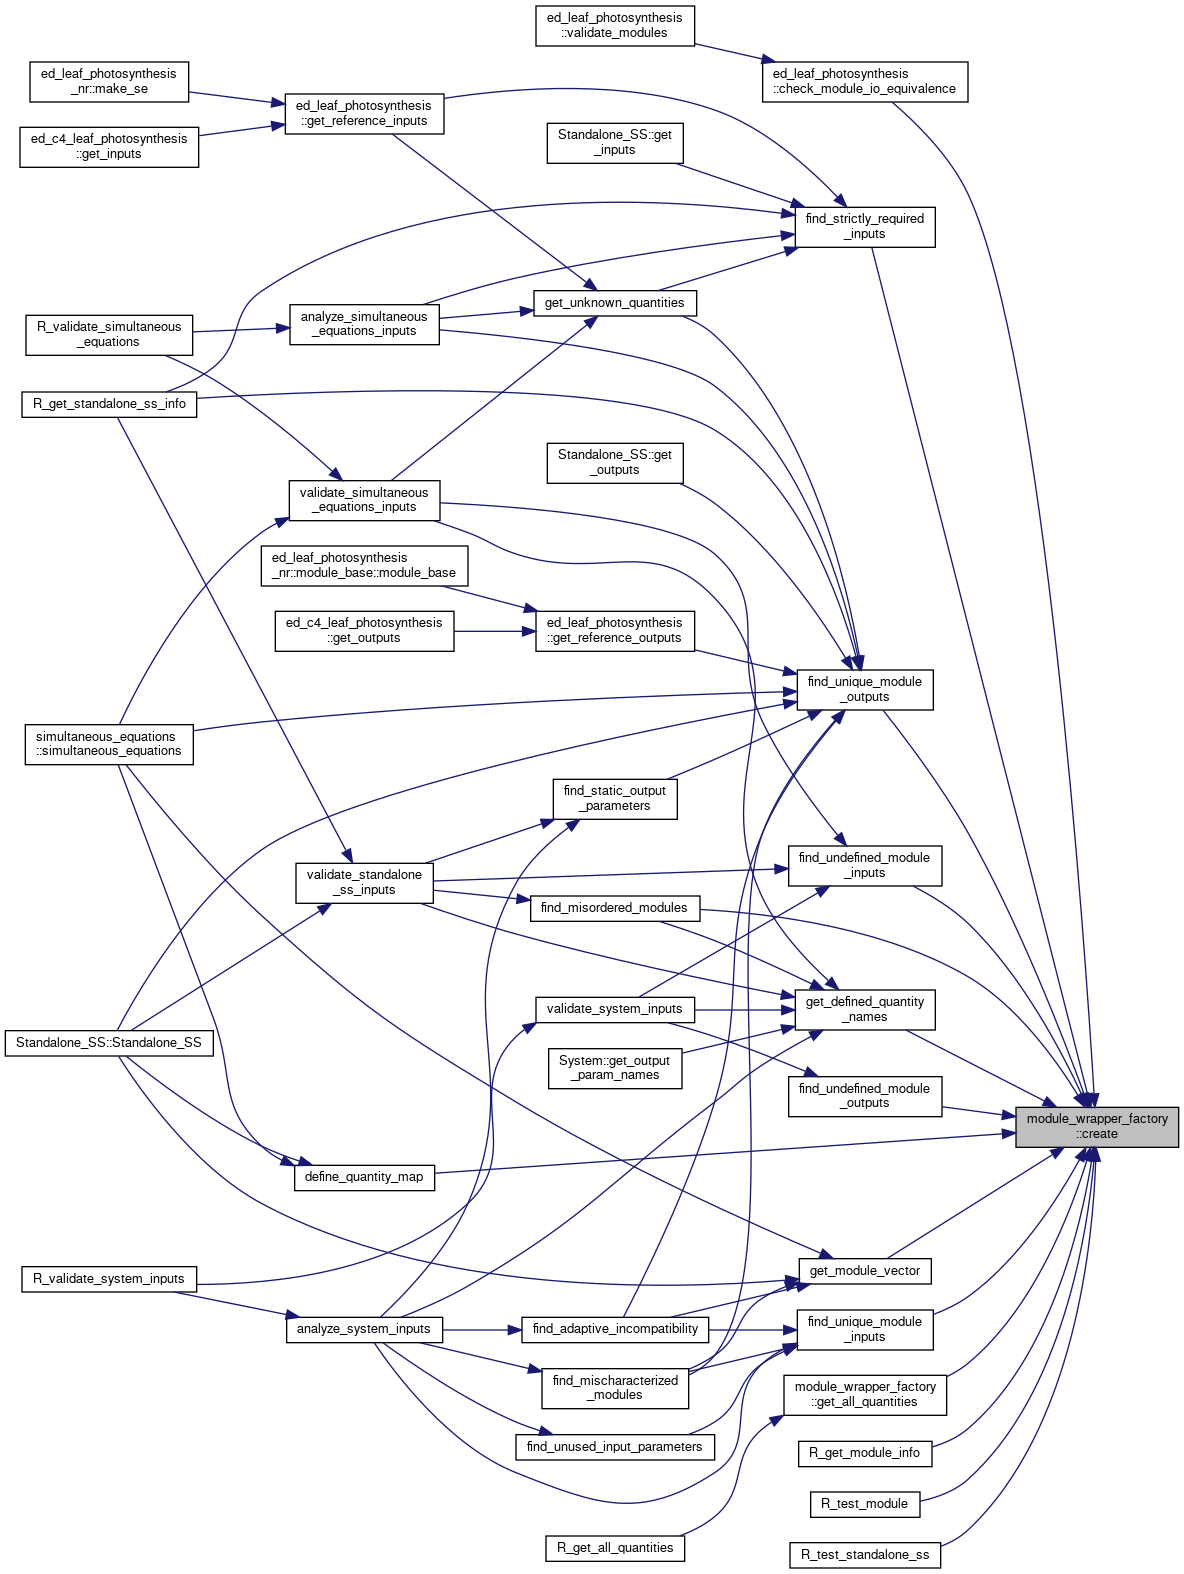 ed_leaf_photosynthesis
::validate_modules
ed_leaf_photosynthesis
_nr::make_se
ed_leaf_photosynthesis
::check_module_io_equivalence
ed_leaf_photosynthesis
::get_reference_inputs
ed_c4_leaf_photosynthesis
::get_inputs
Standalone_SS::get
_inputs
find_strictly_required
_inputs
get_unknown_quantities
analyze_simultaneous
_equations_inputs
R_validate_simultaneous
_equations
R_get_standalone_ss_info
Standalone_SS::get
_outputs
validate_simultaneous
_equations_inputs
ed_leaf_photosynthesis
_nr::module_base::module_base
ed_c4_leaf_photosynthesis
::get_outputs
ed_leaf_photosynthesis
::get_reference_outputs
find_unique_module
_outputs
simultaneous_equations
::simultaneous_equations
find_static_output
_parameters
validate_standalone
_ss_inputs
find_undefined_module
_inputs
find_misordered_modules
get_defined_quantity
_names
validate_system_inputs
Standalone_SS::Standalone_SS
System::get_output
_param_names
find_undefined_module
_outputs
module_wrapper_factory
::create
define_quantity_map
get_module_vector
R_validate_system_inputs
analyze_system_inputs
find_adaptive_incompatibility
find_unique_module
_inputs
find_mischaracterized
_modules
module_wrapper_factory
::get_all_quantities
find_unused_input_parameters
R_get_module_info
R_test_module
R_get_all_quantities
R_test_standalone_ss